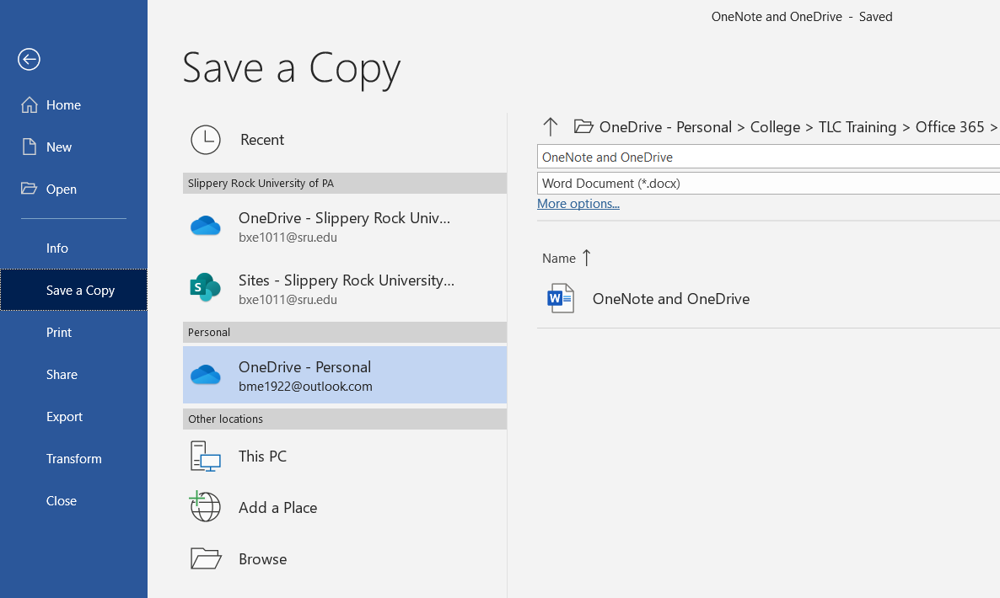 OneNote and OneDrive - Saved
Home
New
Open
Info
Save a Copy
Print
Share
Export
Transform
Close
Save a Copy
Recent
Slippery Rock University of PA
OneDrive - Slippery Rock Univ...
bxe1011@sru.edu
S
Sites - Slippery Rock University...
bxe1011@sru.edu
Personal
OneDrive - Personal
bme1922@outlook.com
Other locations
This PC
Add a Place
Browse
OneDrive - Personal > College > TLC Training > Office 365 >
OneNote and OneDrive
Word Document (*.docx)
More options...
Name
W
OneNote and OneDrive